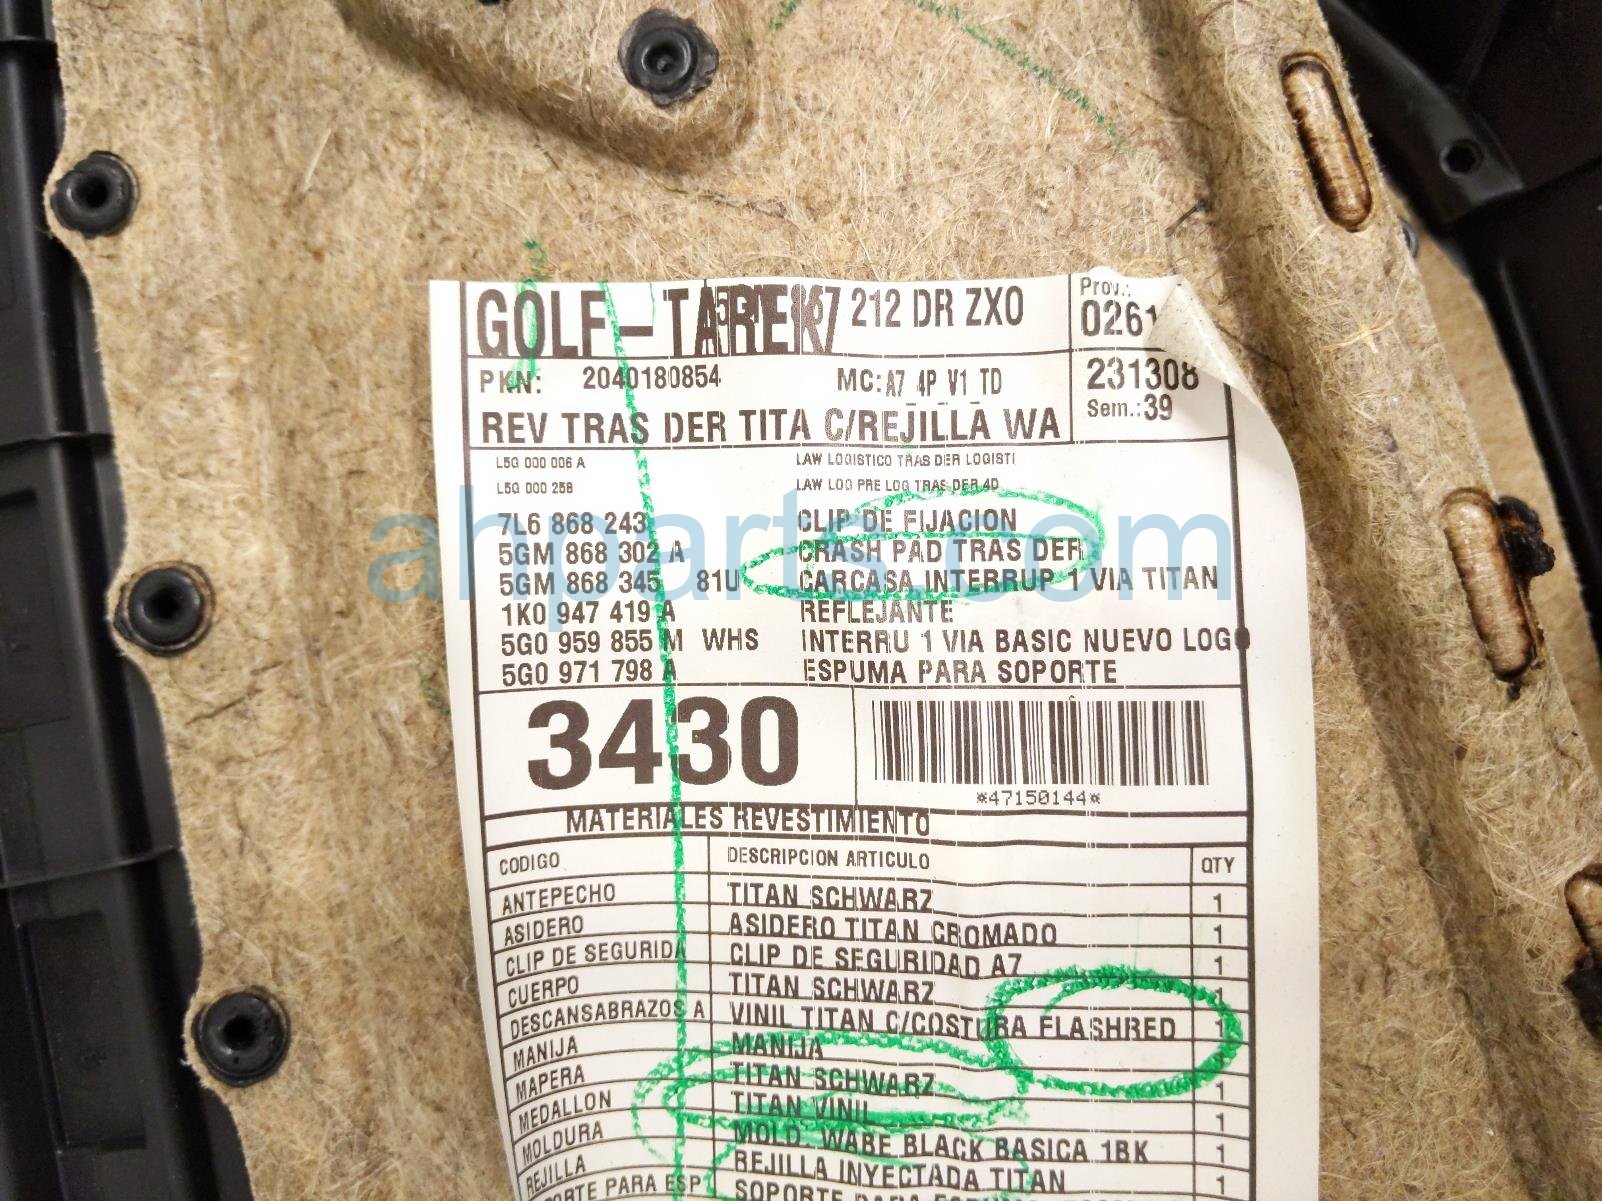 GOLF-TAREK 212 DR ZX0
Prov.:
0261
PKN: 2040180854 MC:A7_4P_V1_TD
231308
Sem.:39
REV TRAS DER TITA C/REJILLA WA
L5G 000 006 A LAW LOGISTICO TRAS DER LOGISTI
L5G 000 258 LAW LOG PRE LOG TRAS DER 4D
7L6 868 243 CLIP DE FIJACION
5GM 868 302 A CRASH PAD TRAS DER
5GM 868 345 81U CARCASA INTERRUP 1 VIA TITAN
1K0 947 419 A REFLEJANTE
5G0 959 855 M WHS INTERRU 1 VIA BASIC NUEVO LOGO
5G0 971 798 A ESPUMA PARA SOPORTE
ahparts.com
3430
*47150144*
MATERIALES REVESTIMIENTO
CODIGO DESCRIPCION ARTICULO QTY
ANTEPECHO TITAN SCHWARZ 1
ASIDERO ASIDERO TITAN CROMADO 1
CLIP DE SEGURIDA CLIP DE SEGURIDAD A7 1
CUERPO TITAN SCHWARZ 1
DESCANSABRAZOS A VINIL TITAN C/COSTURA FLASHRED 1
MANIJA MANIJA
MAPERA TITAN SCHWARZ 1
MEDALLON TITAN VINIL 1
MOLDURA MOLD. WABE BLACK BASICA 1BK 1
REJILLA REJILLA INYECTADA TITAN 1
PARA ESP SOPORTE PARA